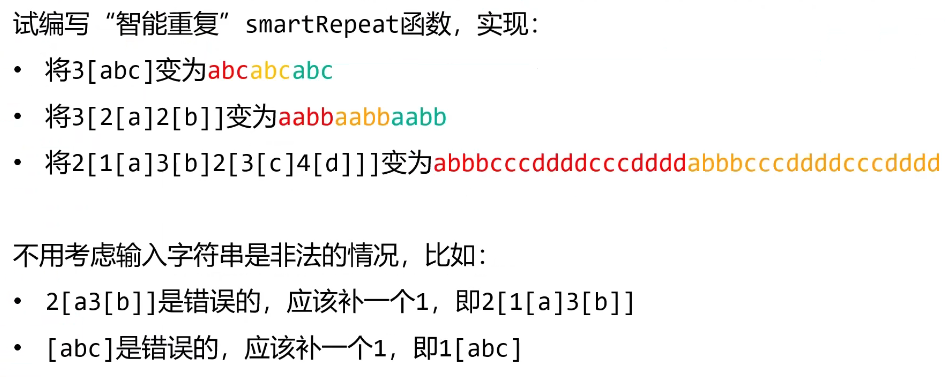 试编写“智能重复”smartRepeat函数，实现：
• 将3[abc]变为abcabcabc
• 将3[2[a]2[b]]变为aabbaabbaabb
• 将2[1[a]3[b]2[3[c]4[d]]]变为abbbcccddddcccddddabbbcccddddcccdddd
不用考虑输入字符串是非法的情况，比如：
• 2[a3[b]]是错误的，应该补一个1，即2[1[a]3[b]]
• [abc]是错误的，应该补一个1，即1[abc]